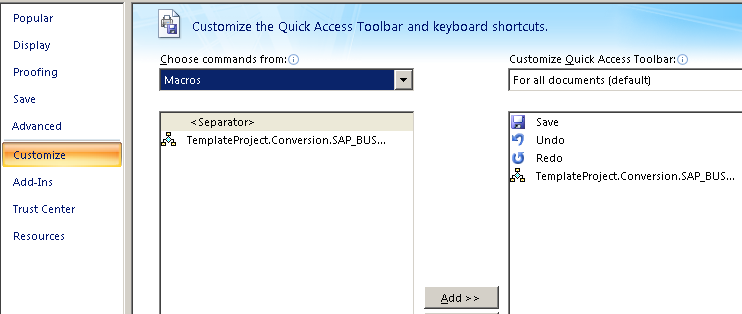 Popular
Display
Proofing
Save
Advanced
Customize
Add-Ins
Trust Center
Resources
Customize the Quick Access Toolbar and keyboard shortcuts.
Choose commands from:
Macros
<Separator>
TemplateProject.Conversion.SAP_BUS...
Add >>
Customize Quick Access Toolbar:
For all documents (default)
Save
Undo
Redo
TemplateProject.Conversion.SAP_BUS...